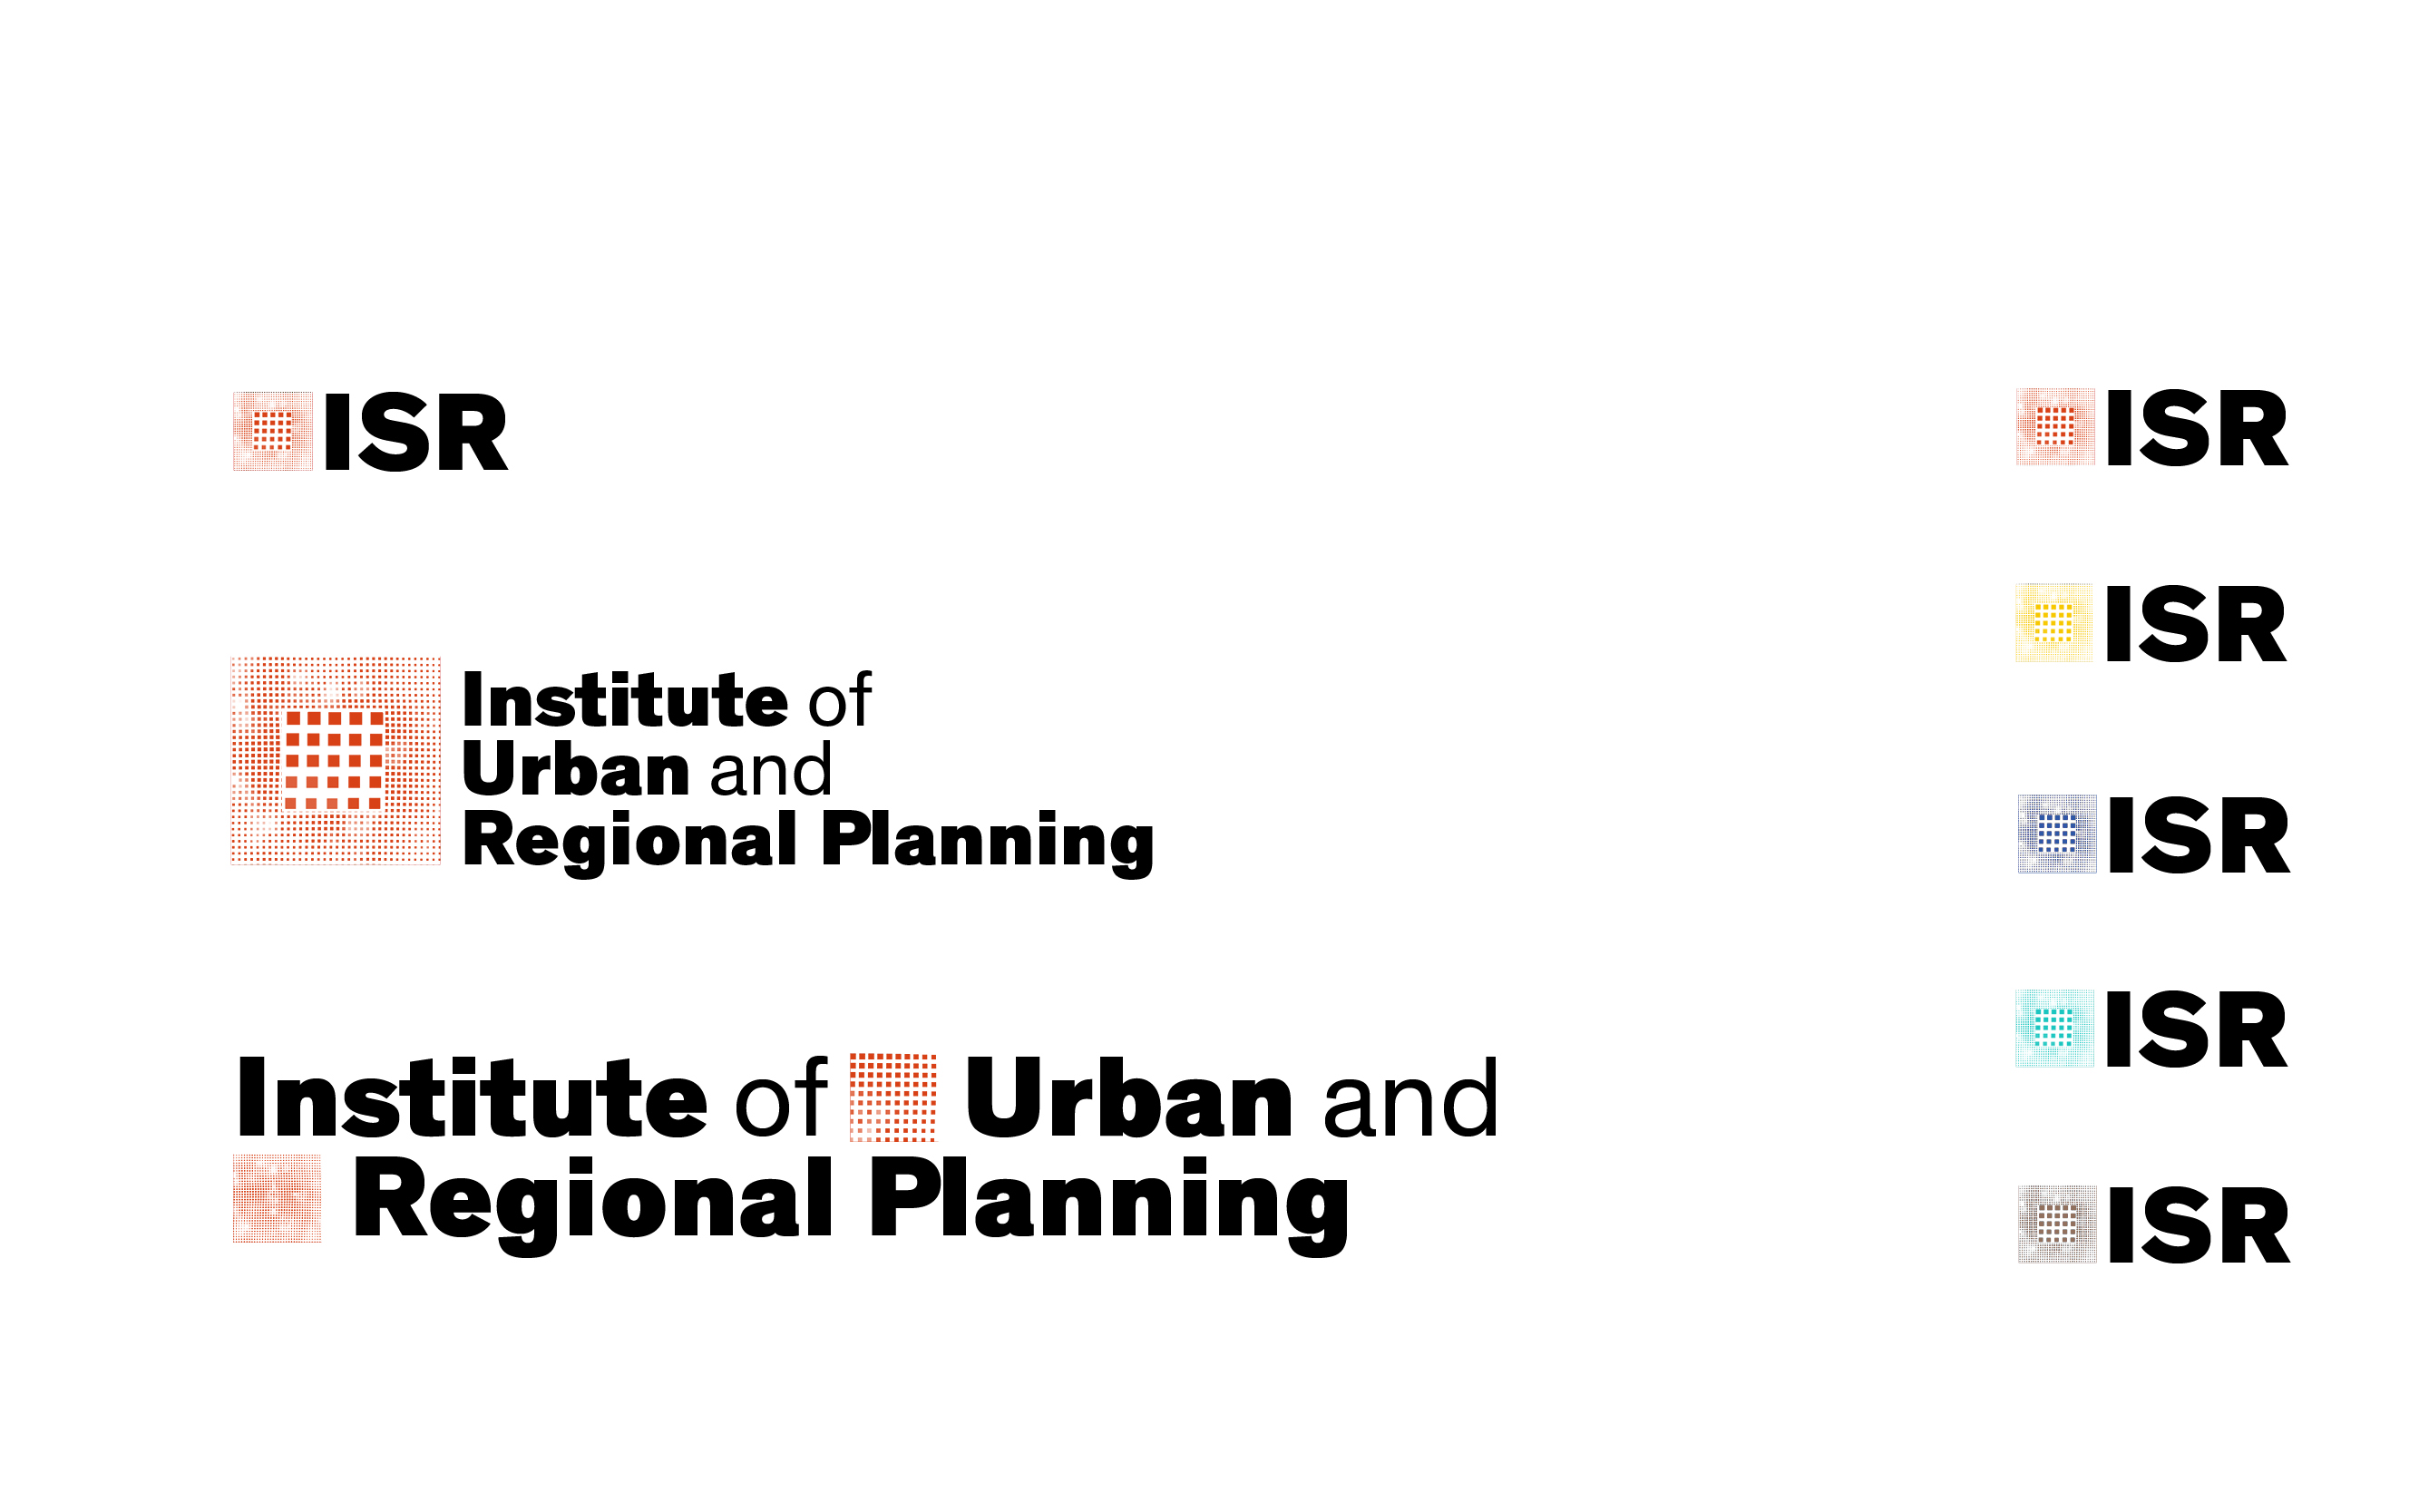 ISR
Institute of
Urban and
Regional Planning
Institute of Urban and
Regional Planning
ISR
ISR
ISR
ISR
ISR